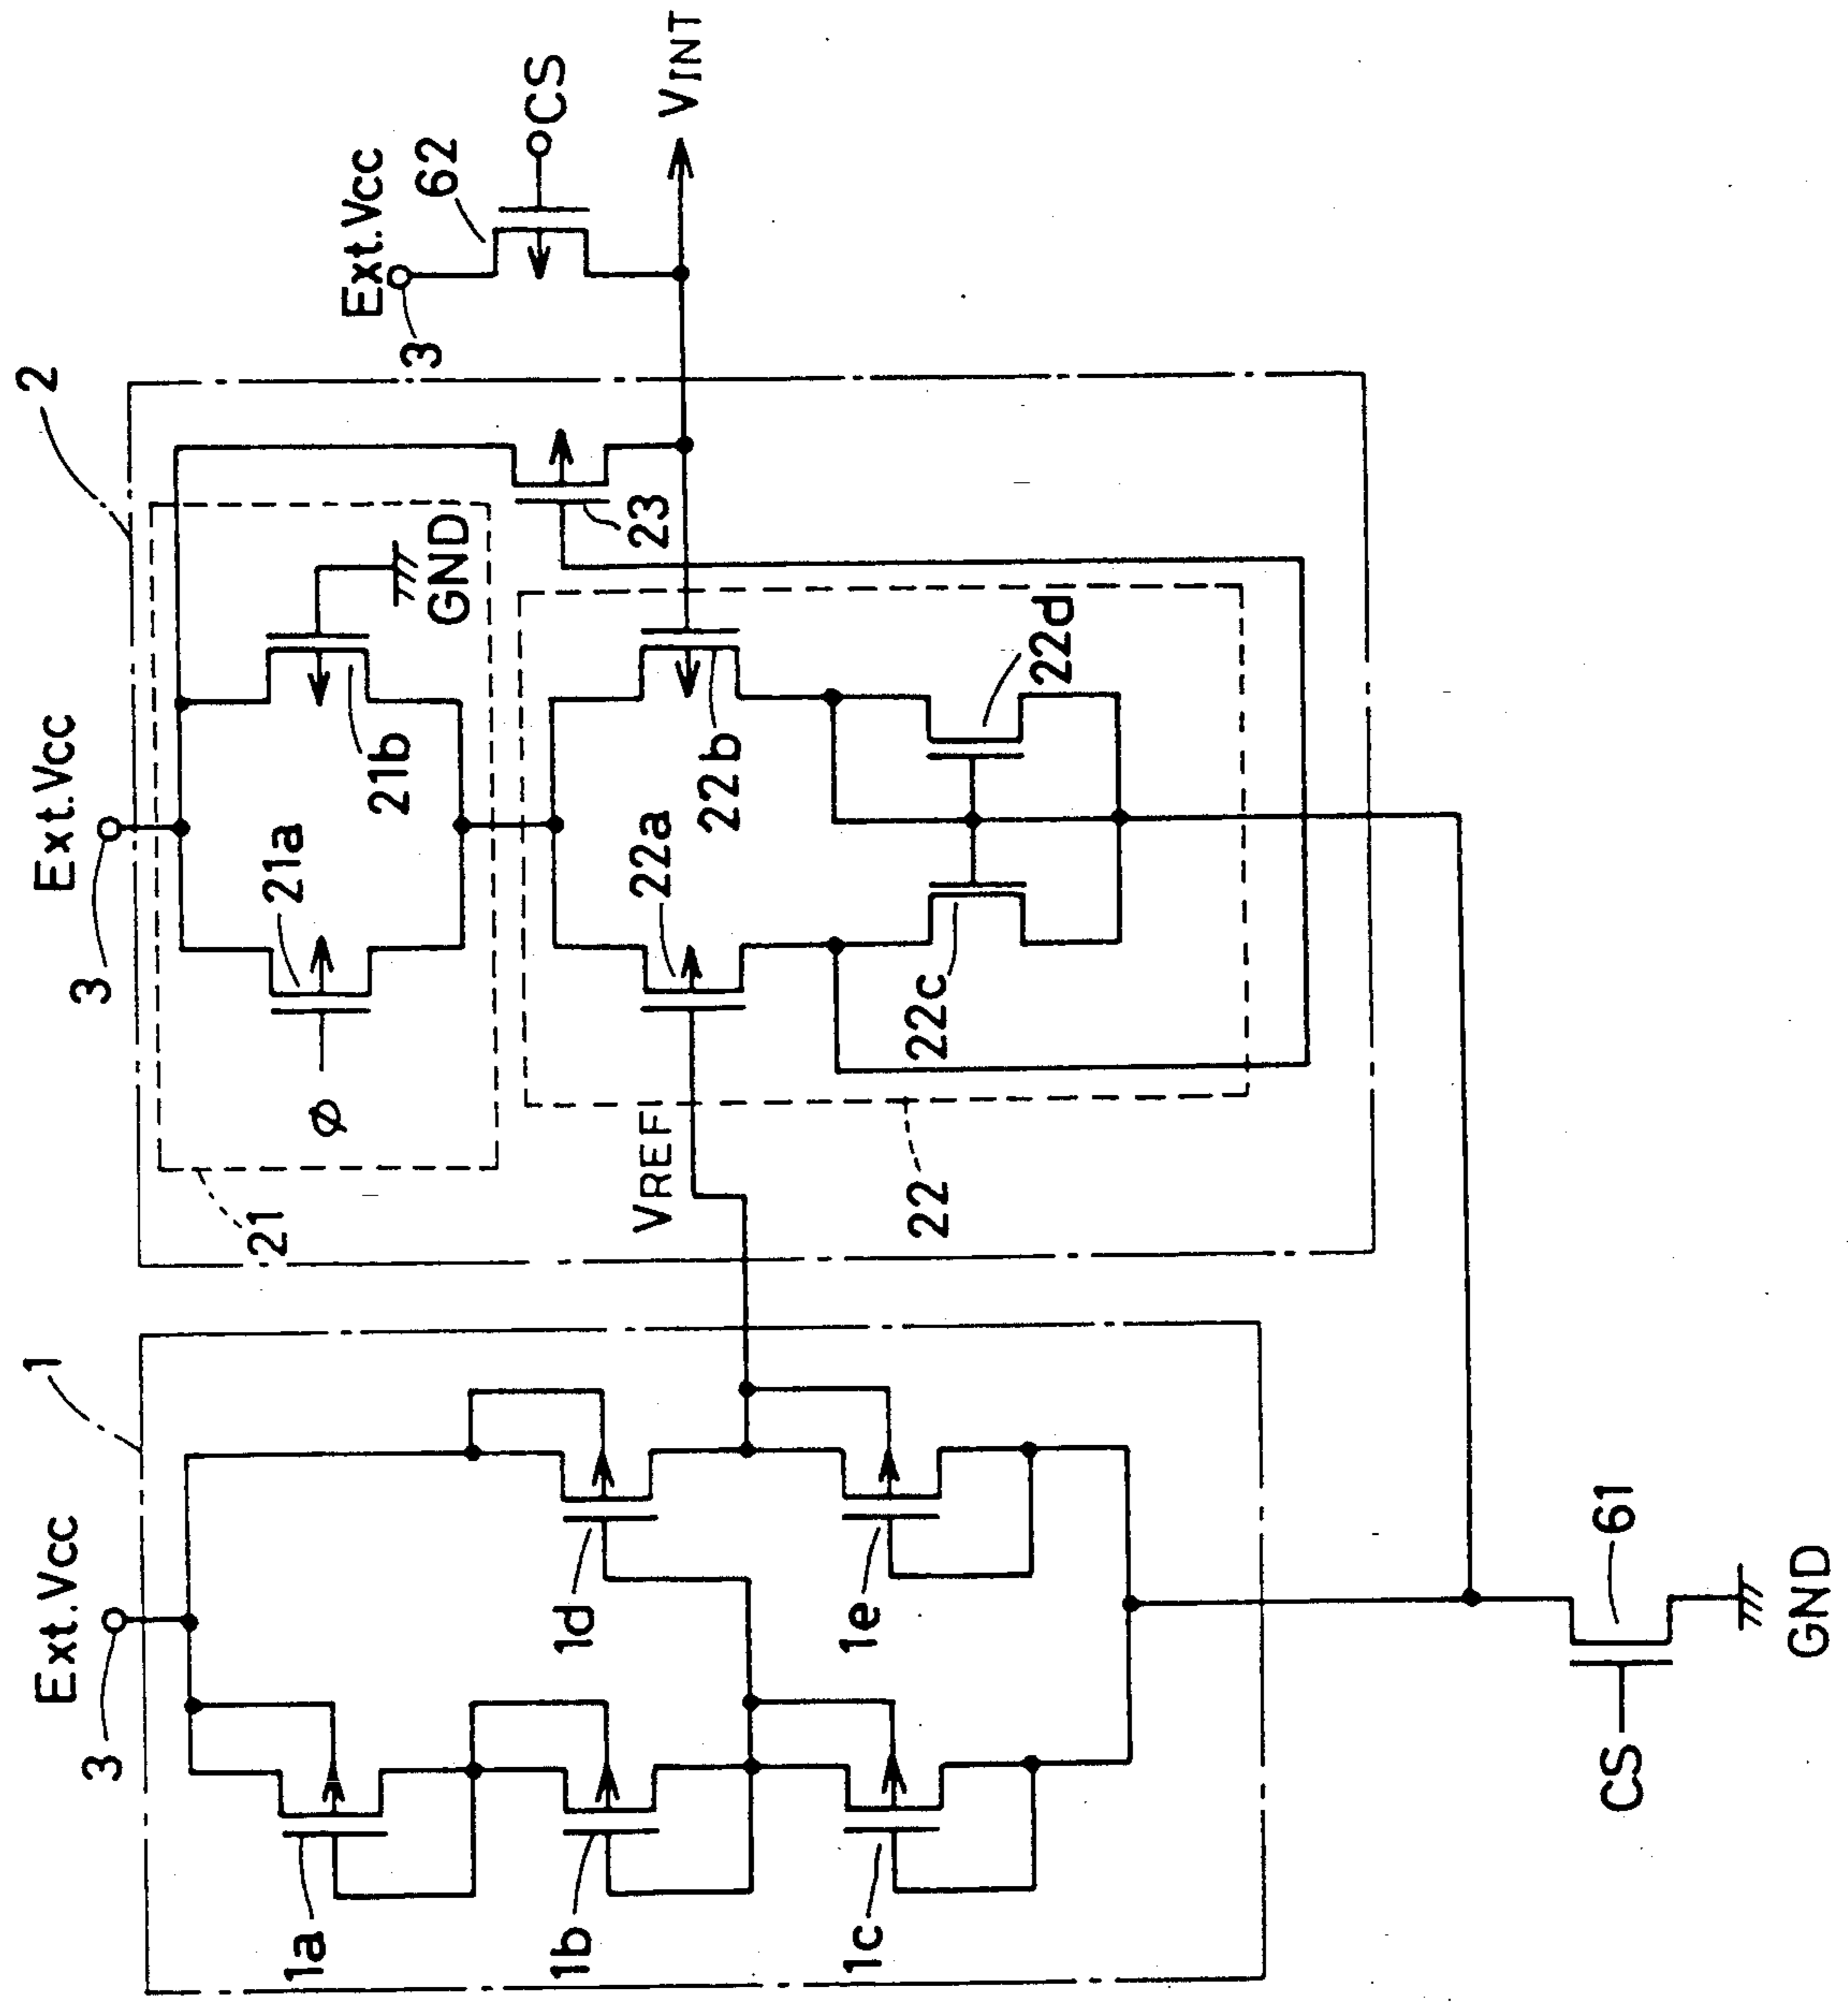 Ext.Vcc
3
1
1a
1b
1c
1d
1e
VREF
Ext.Vcc
3
2
21
21a
21b
ø
GND
22
22a
22b
22c
22d
23
Ext.Vcc
3
62
CS
VINT
CS
61
GND